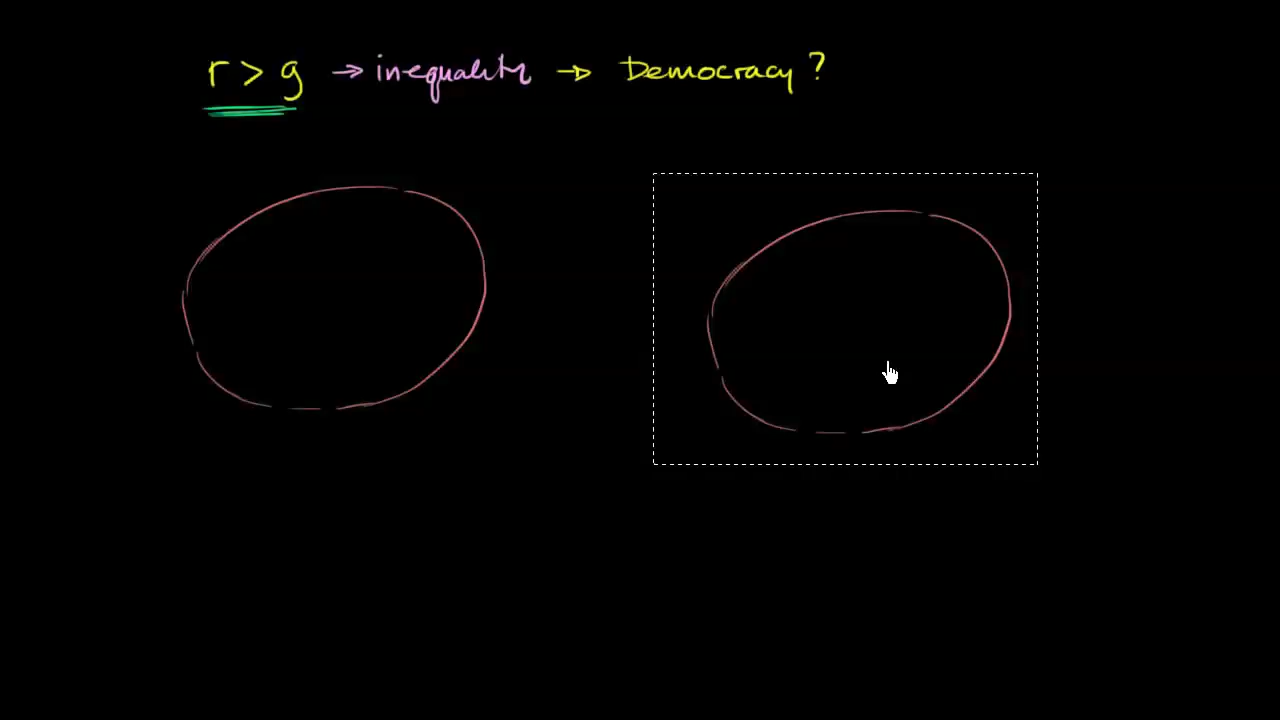 r > g → inequality → Democracy ?